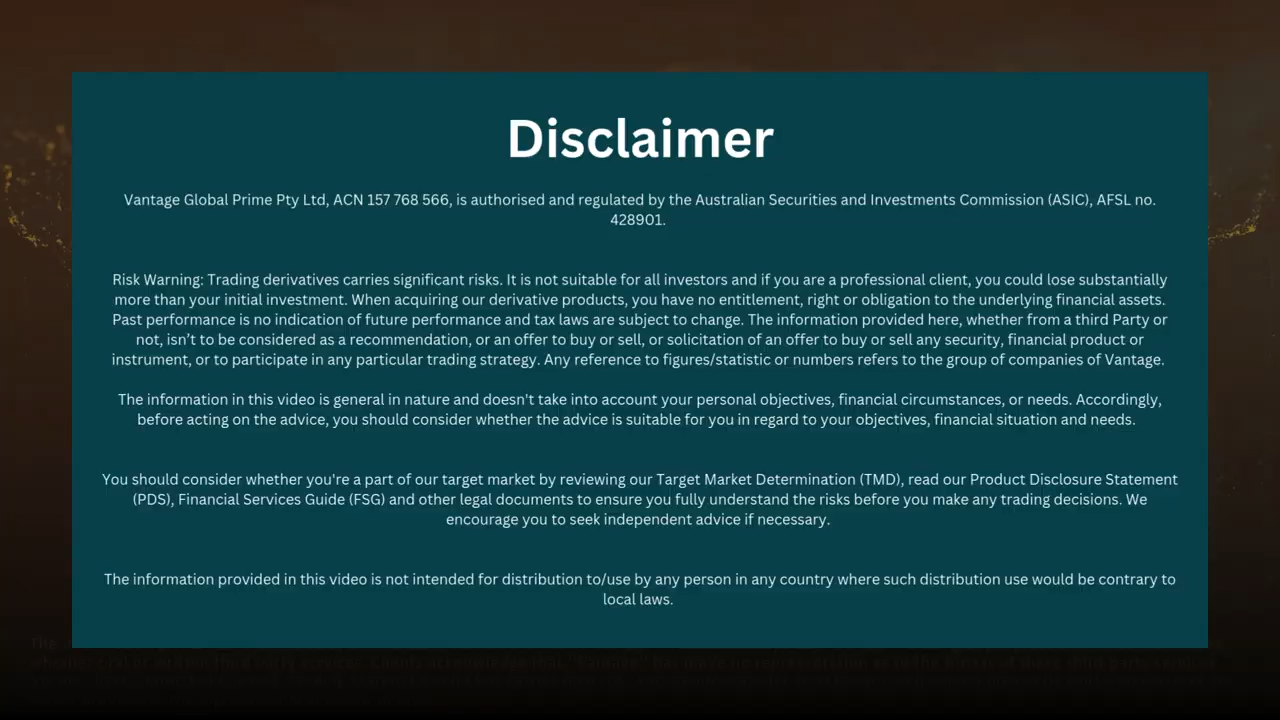 Disclaimer
Vantage Global Prime Pty Ltd, ACN 157 768 566, is authorised and regulated by the Australian Securities and Investments Commission (ASIC), AFSL no.
428901.
Risk Warning: Trading derivatives carries significant risks. It is not suitable for all investors and if you are a professional client, you could lose substantially
more than your initial investment. When acquiring our derivative products, you have no entitlement, right or obligation to the underlying financial assets.
Past performance is no indication of future performance and tax laws are subject to change. The information provided here, whether from a third Party or
not, isn’t to be considered as a recommendation, or an offer to buy or sell, or solicitation of an offer to buy or sell any security, financial product or
instrument, or to participate in any particular trading strategy. Any reference to figures/statistic or numbers refers to the group of companies of Vantage.
The information in this video is general in nature and doesn't take into account your personal objectives, financial circumstances, or needs. Accordingly,
before acting on the advice, you should consider whether the advice is suitable for you in regard to your objectives, financial situation and needs.
You should consider whether you're a part of our target market by reviewing our Target Market Determination (TMD), read our Product Disclosure Statement
(PDS), Financial Services Guide (FSG) and other legal documents to ensure you fully understand the risks before you make any trading decisions. We
encourage you to seek independent advice if necessary.
The information provided in this video is not intended for distribution to/use by any person in any country where such distribution use would be contrary to
local laws.
The